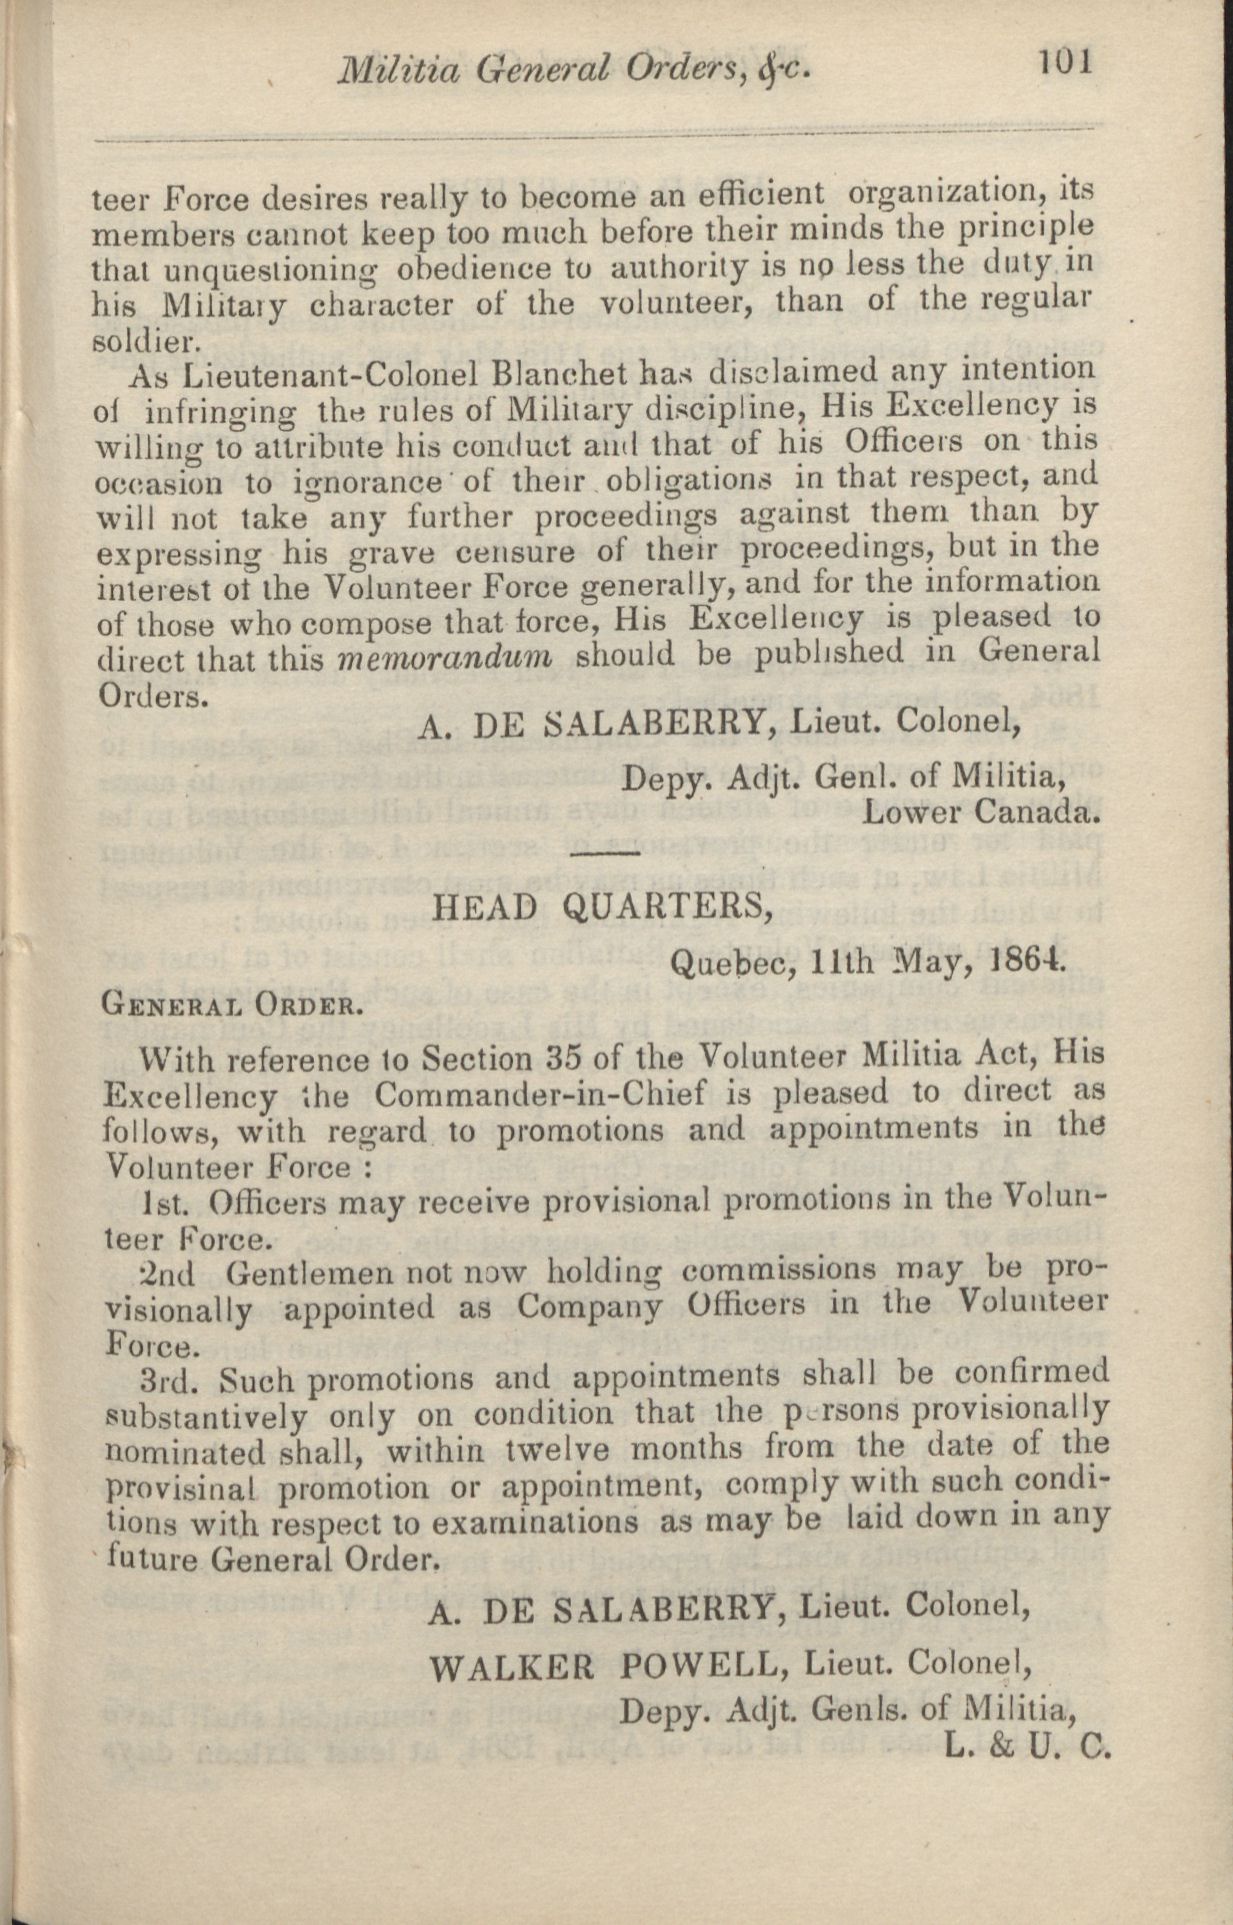 Militia General Orders, &c. 101
teer Force desires really to become an efficient organization, its
members cannot keep too much before their minds the principle
that unquestioning obedience to authority is no less the duty in
his Military character of the volunteer, than of the regular
soldier.
As Lieutenant-Colonel Blanchet has disclaimed any intention
of infringing the rules of Military discipline, His Excellency is
willing to attribute his conduct and that of his Officers on this
occasion to ignorance of their obligations in that respect, and
will not take any further proceedings against them than by
expressing his grave censure of their proceedings, but in the
interest of the Volunteer Force generally, and for the information
of those who compose that force, His Excellency is pleased to
direct that this memorandum should be published in General
Orders.
A. DE SALABERRY, Lieut. Colonel,
Depy. Adjt. Genl. of Militia,
Lower Canada.
HEAD QUARTERS,
Quebec, 11th May, 1864.
GENERAL ORDER.
With reference to Section 35 of the Volunteer Militia Act, His
Excellency the Commander-in-Chief is pleased to direct as
follows, with regard to promotions and appointments in the
Volunteer Force :
1st. Officers may receive provisional promotions in the Volun-
teer Force.
2nd Gentlemen not now holding commissions may be pro-
visionally appointed as Company Officers in the Volunteer
Force.
3rd. Such promotions and appointments shall be confirmed
substantively only on condition that the persons provisionally
nominated shall, within twelve months from the date of the
provisinal promotion or appointment, comply with such condi-
tions with respect to examinations as may be laid down in any
future General Order.
A. DE SALABERRY, Lieut. Colonel,
WALKER POWELL, Lieut. Colonel,
Depy. Adjt. Genls. of Militia,
L. & U. C.